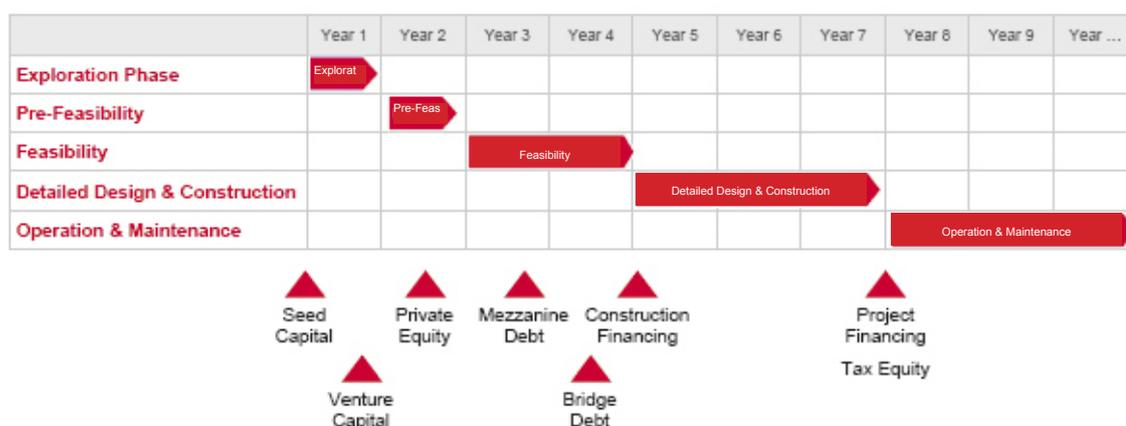 Year 1 Year 2 Year 3 Year 4 Year 5 Year 6 Year 7 Year 8 Year 9 Year ...
Exploration Phase Explorat
Pre-Feasibility Pre-Feas
Feasibility Feasibility
Detailed Design & Construction Detailed Design & Construction
Operation & Maintenance Operation & Maintenance
Seed Private Mezzanine Construction Project
Capital Equity Debt Financing Financing
Tax Equity
Venture Bridge
Capital Debt